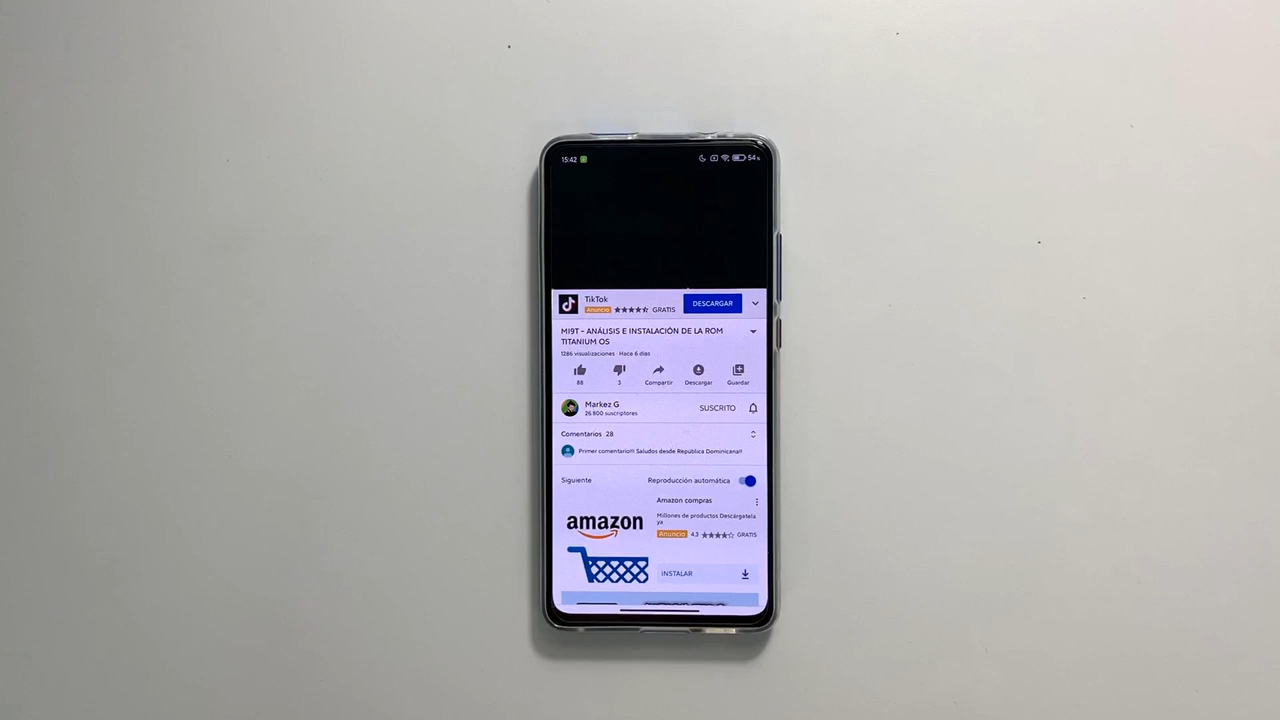 15:42
54%
TikTok
Anuncio GRATIS
DESCARGAR
MI9T - ANÁLISIS E INSTALACIÓN DE LA ROM
TITANIUM OS
1286 visualizaciones · Hace 6 días
88
3
Compartir
Descargar
Guardar
Markez G
26.800 suscriptores
SUSCRITO
Comentarios 28
Primer comentario!!! Saludos desde República Dominicana!!
Siguiente
Reproducción automática
Amazon compras
Millones de productos Descárgatela
ya
amazon
Anuncio 4,3 GRATIS
INSTALAR